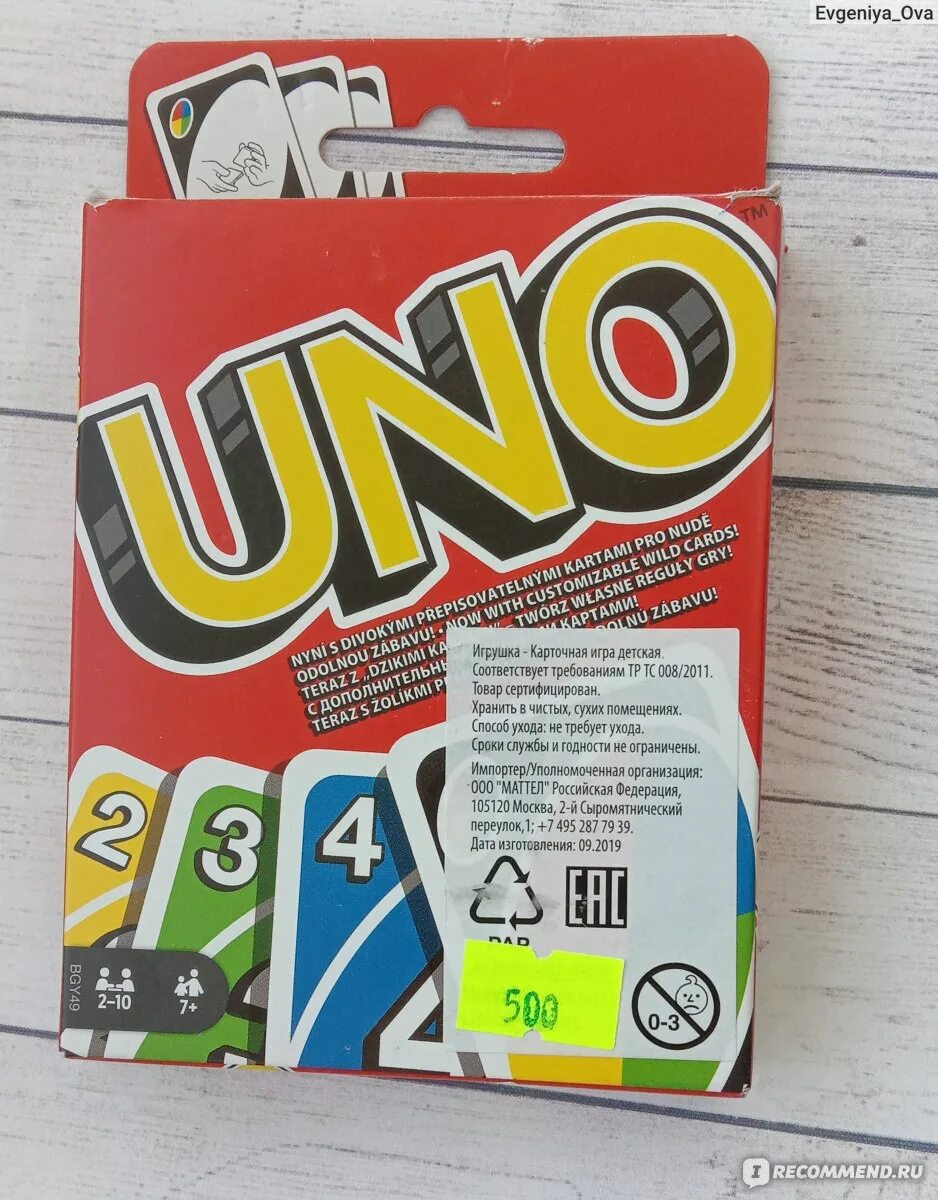 Evgeniya_Ova
UNO™
NYNÍ S DIVOKÝMI PŘEPISOVATELNÝMI KARTAMI PRO NUDĚ
ODOLNOU ZÁBAVU! • NOW WITH CUSTOMIZABLE WILD CARDS!
TERAZ Z „DZIKIMI TWÓRZ WŁASNE REGUŁY GRY!
С ДОПОЛНИТЕЛЬНЫ КАРТАМИ! DOLNÚ ZÁBAVU!
TERAZ S ŽOLÍKMI
Игрушка - Карточная игра детская.
Соответствует требованиям ТР ТС 008/2011.
Товар сертифицирован.
Хранить в чистых, сухих помещениях.
Способ ухода: не требует ухода.
Сроки службы и годности не ограничены.
Импортер/Уполномоченная организация:
ООО "МАТТЕЛ" Российская Федерация,
105120 Москва, 2-й Сыромятнический
переулок,1; +7 495 287 79 39.
Дата изготовления: 09.2019
2
3
4
EAC
PAP
500
0-3
BGY49
2-10
7+
IRECOMMEND.RU